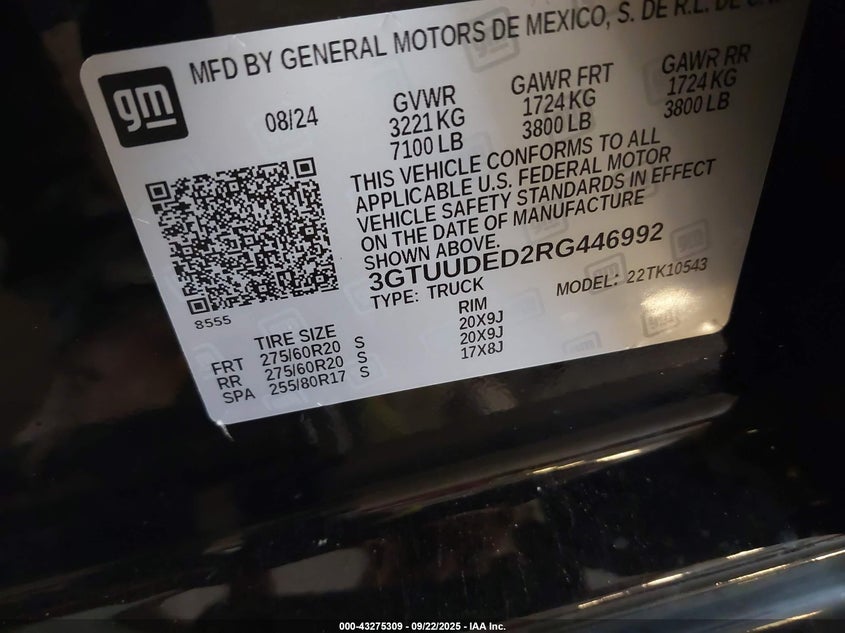 MFD BY GENERAL MOTORS DE MEXICO, S. DE R.L. DE
gm
08/24
GVWR
3221 KG
7100 LB
GAWR FRT
1724 KG
3800 LB
GAWR RR
1724 KG
3800 LB
THIS VEHICLE CONFORMS TO ALL
APPLICABLE U.S. FEDERAL MOTOR
VEHICLE SAFETY STANDARDS IN EFFECT
ON THE DATE OF MANUFACTURE
SHOWN ABOVE.
3GTUUDED2RG446992
TYPE: TRUCK
MODEL: 22TK10543
8555
TIRE SIZE RIM
FRT 275/60R20 S 20X9J
RR 275/60R20 S 20X9J
SPA 255/80R17 S 17X8J
000-43275309 - 09/22/2025 - IAA Inc.